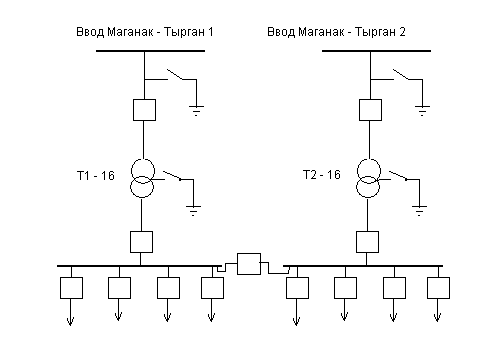 Ввод Маганак - Тырган 1
Ввод Маганак - Тырган 2
Т1 - 16
Т2 - 16